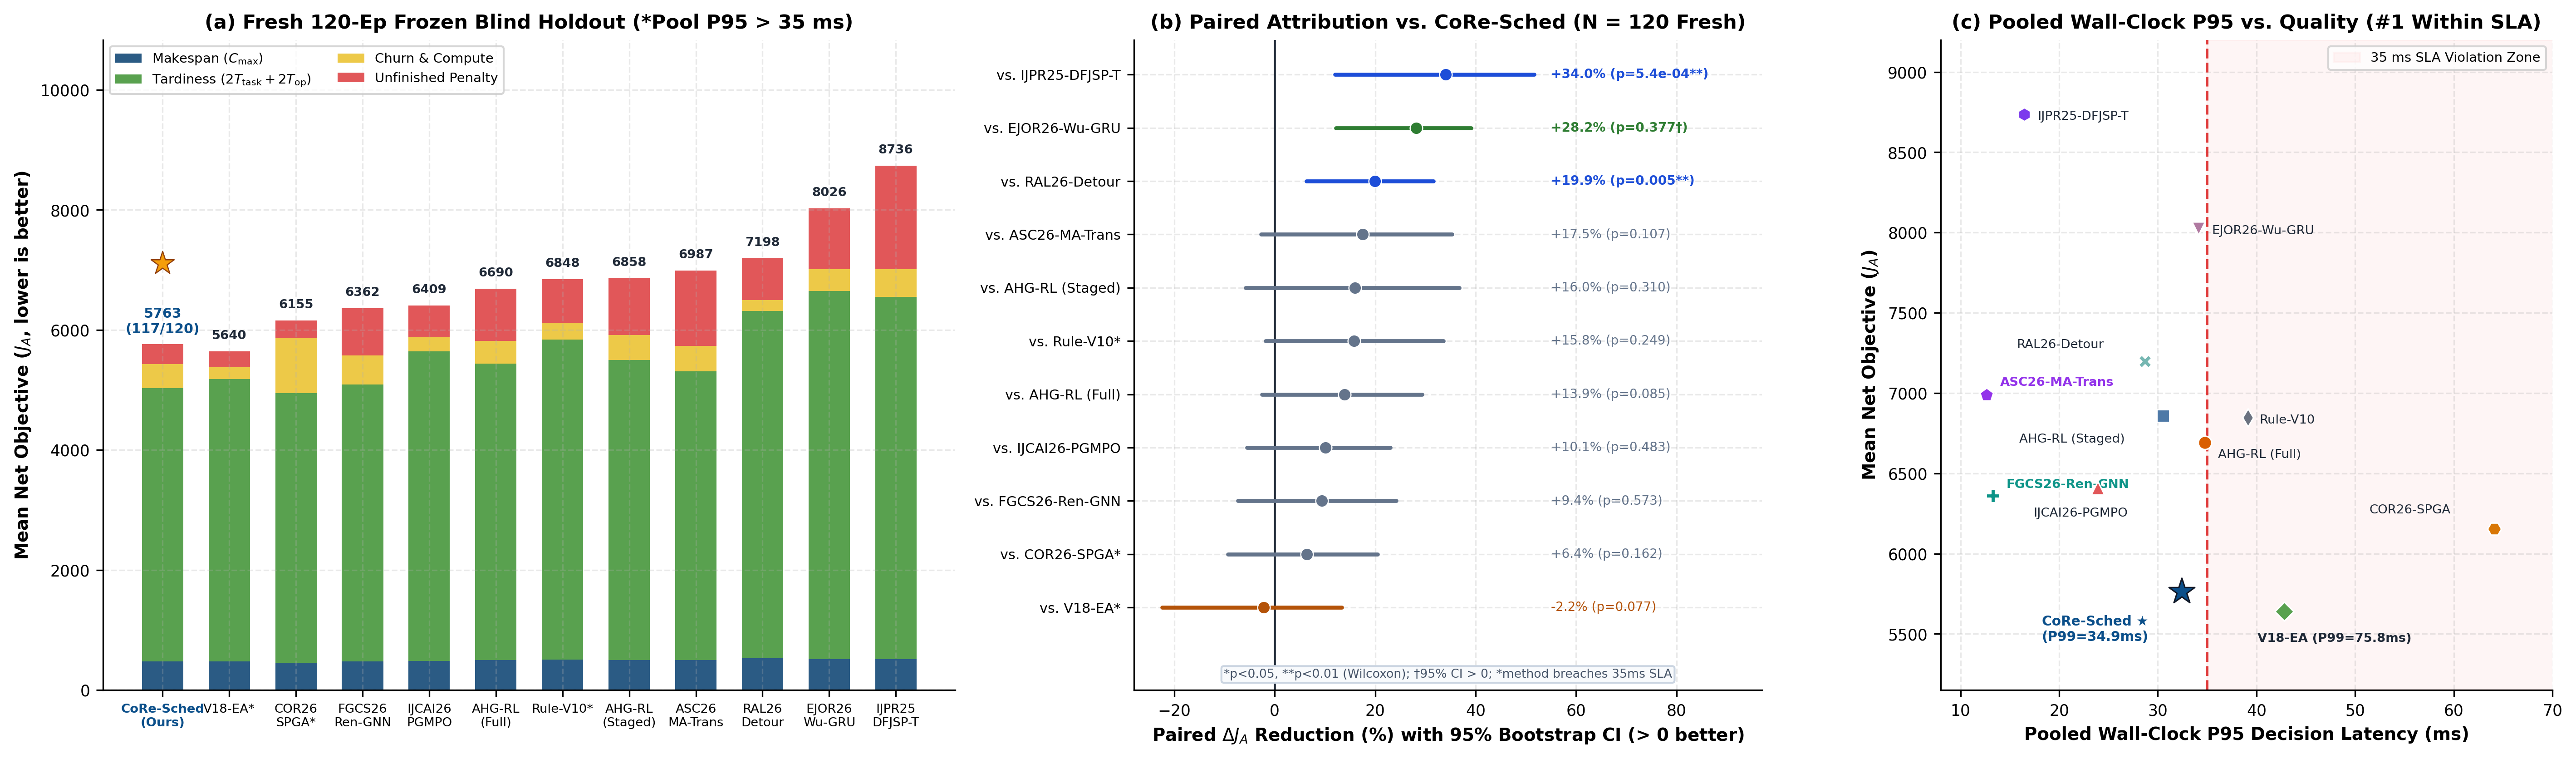 (a) Fresh 120-Ep Frozen Blind Holdout (*Pool P95 > 35 ms)
Makespan (C_max)
Tardiness (2T_task + 2T_op)
Churn & Compute
Unfinished Penalty
Mean Net Objective (J_A, lower is better)
10000
8000
6000
4000
2000
0
5763
(117/120)
5640
6155
6362
6409
6690
6848
6858
6987
7198
8026
8736
CoRe-Sched
(Ours)
V18-EA*
COR26
SPGA*
FGCS26
Ren-GNN
IJCAI26
PGMPO
AHG-RL
(Full)
Rule-V10*
AHG-RL
(Staged)
ASC26
MA-Trans
RAL26
Detour
EJOR26
Wu-GRU
IJPR25
DFJSP-T
(b) Paired Attribution vs. CoRe-Sched (N = 120 Fresh)
vs. IJPR25-DFJSP-T
+34.0% (p=5.4e-04**)
vs. EJOR26-Wu-GRU
+28.2% (p=0.377†)
vs. RAL26-Detour
+19.9% (p=0.005**)
vs. ASC26-MA-Trans
+17.5% (p=0.107)
vs. AHG-RL (Staged)
+16.0% (p=0.310)
vs. Rule-V10*
+15.8% (p=0.249)
vs. AHG-RL (Full)
+13.9% (p=0.085)
vs. IJCAI26-PGMPO
+10.1% (p=0.483)
vs. FGCS26-Ren-GNN
+9.4% (p=0.573)
vs. COR26-SPGA*
+6.4% (p=0.162)
vs. V18-EA*
-2.2% (p=0.077)
*p<0.05, **p<0.01 (Wilcoxon); †95% CI > 0; *method breaches 35ms SLA
−20 0 20 40 60 80
Paired ΔJ_A Reduction (%) with 95% Bootstrap CI (> 0 better)
(c) Pooled Wall-Clock P95 vs. Quality (#1 Within SLA)
35 ms SLA Violation Zone
Mean Net Objective (J_A)
9000
8500
8000
7500
7000
6500
6000
5500
IJPR25-DFJSP-T
EJOR26-Wu-GRU
RAL26-Detour
ASC26-MA-Trans
Rule-V10
AHG-RL (Staged)
AHG-RL (Full)
FGCS26-Ren-GNN
IJCAI26-PGMPO
COR26-SPGA
CoRe-Sched ★
(P99=34.9ms)
V18-EA (P99=75.8ms)
10 20 30 40 50 60 70
Pooled Wall-Clock P95 Decision Latency (ms)